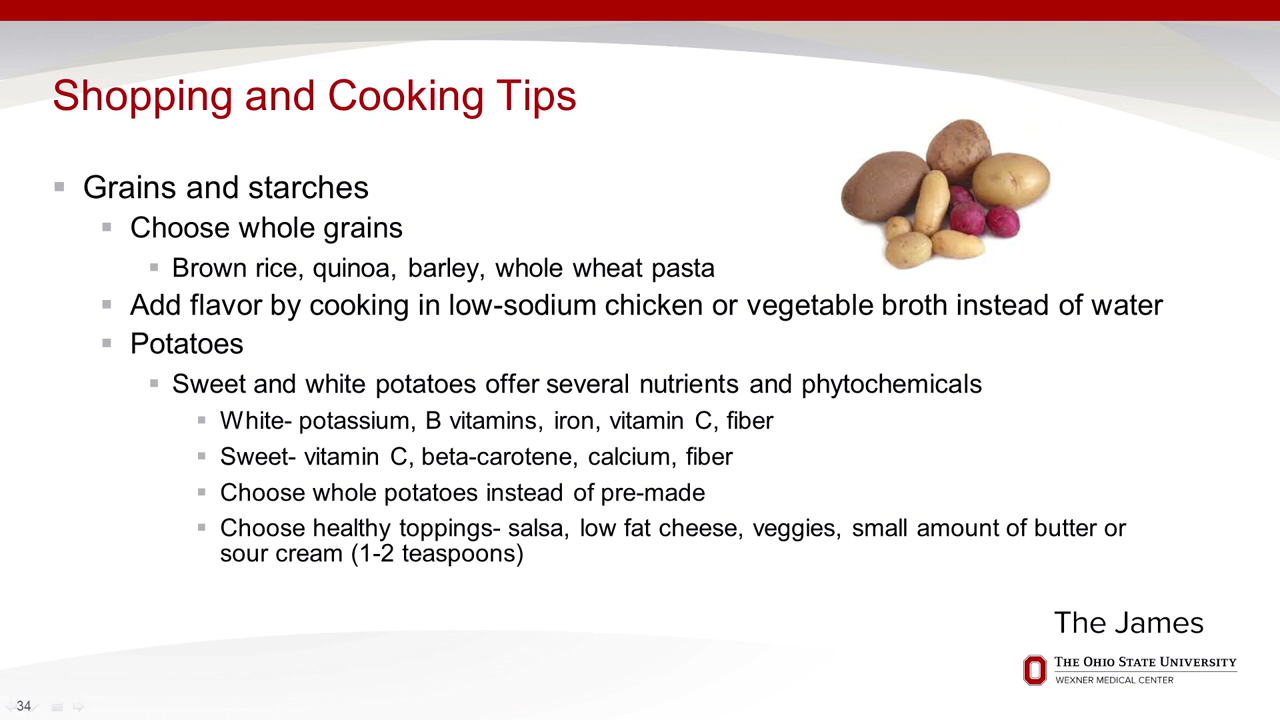 Shopping and Cooking Tips
Grains and starches
Choose whole grains
Brown rice, quinoa, barley, whole wheat pasta
Add flavor by cooking in low-sodium chicken or vegetable broth instead of water
Potatoes
Sweet and white potatoes offer several nutrients and phytochemicals
White- potassium, B vitamins, iron, vitamin C, fiber
Sweet- vitamin C, beta-carotene, calcium, fiber
Choose whole potatoes instead of pre-made
Choose healthy toppings- salsa, low fat cheese, veggies, small amount of butter or
sour cream (1-2 teaspoons)
The James
THE OHIO STATE UNIVERSITY
WEXNER MEDICAL CENTER
34